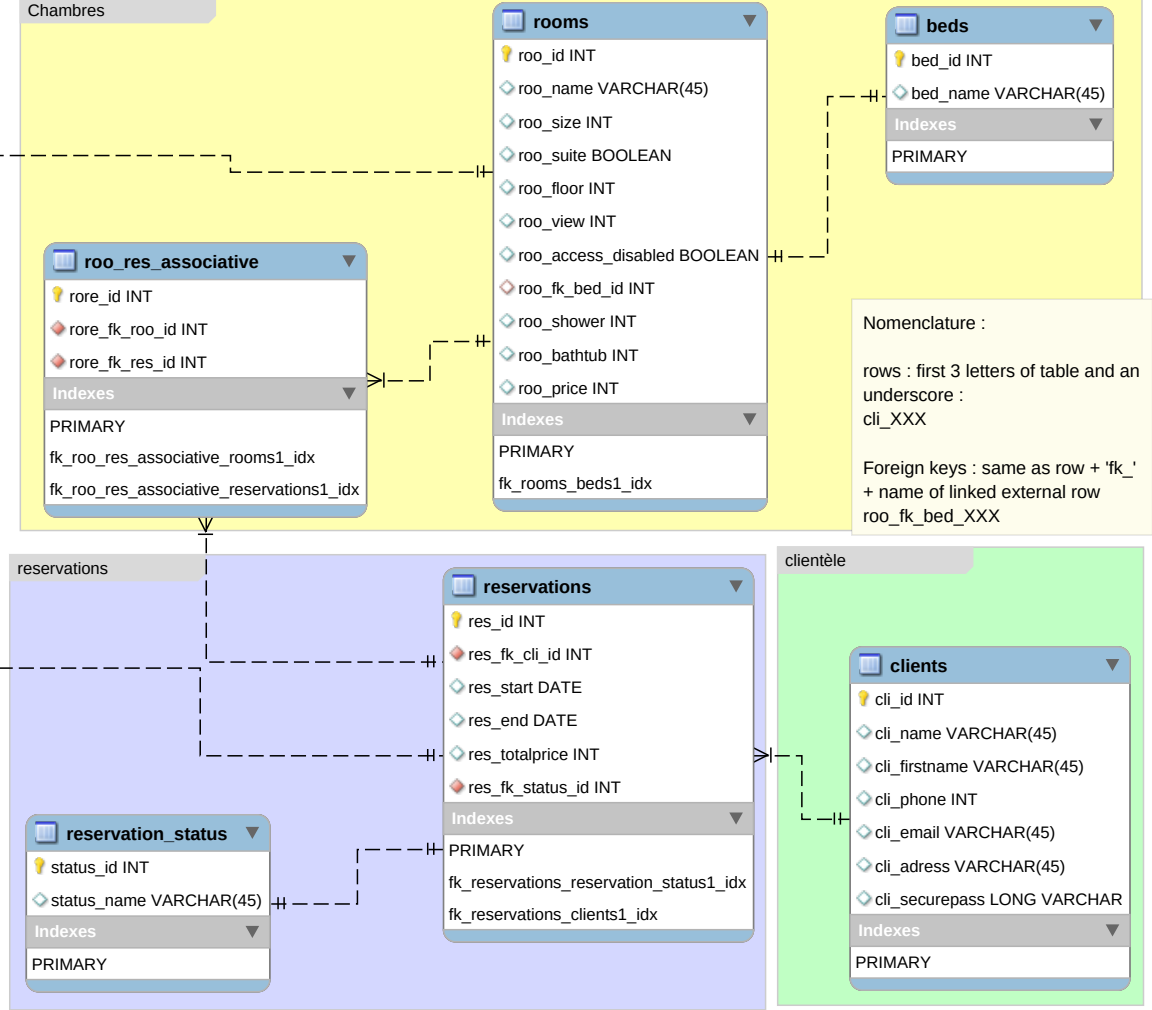 Chambres
rooms
roo_id INT
roo_name VARCHAR(45)
roo_size INT
roo_suite BOOLEAN
roo_floor INT
roo_view INT
roo_access_disabled BOOLEAN
roo_fk_bed_id INT
roo_shower INT
roo_bathtub INT
roo_price INT
Indexes
PRIMARY
fk_rooms_beds1_idx
beds
bed_id INT
bed_name VARCHAR(45)
Indexes
PRIMARY
roo_res_associative
rore_id INT
rore_fk_roo_id INT
rore_fk_res_id INT
Indexes
PRIMARY
fk_roo_res_associative_rooms1_idx
fk_roo_res_associative_reservations1_idx
Nomenclature :
rows : first 3 letters of table and an
underscore :
cli_XXX
Foreign keys : same as row + 'fk_'
+ name of linked external row
roo_fk_bed_XXX
reservations
reservations
res_id INT
res_fk_cli_id INT
res_start DATE
res_end DATE
res_totalprice INT
res_fk_status_id INT
Indexes
PRIMARY
fk_reservations_reservation_status1_idx
fk_reservations_clients1_idx
reservation_status
status_id INT
status_name VARCHAR(45)
Indexes
PRIMARY
clientèle
clients
cli_id INT
cli_name VARCHAR(45)
cli_firstname VARCHAR(45)
cli_phone INT
cli_email VARCHAR(45)
cli_adress VARCHAR(45)
cli_securepass LONG VARCHAR
Indexes
PRIMARY